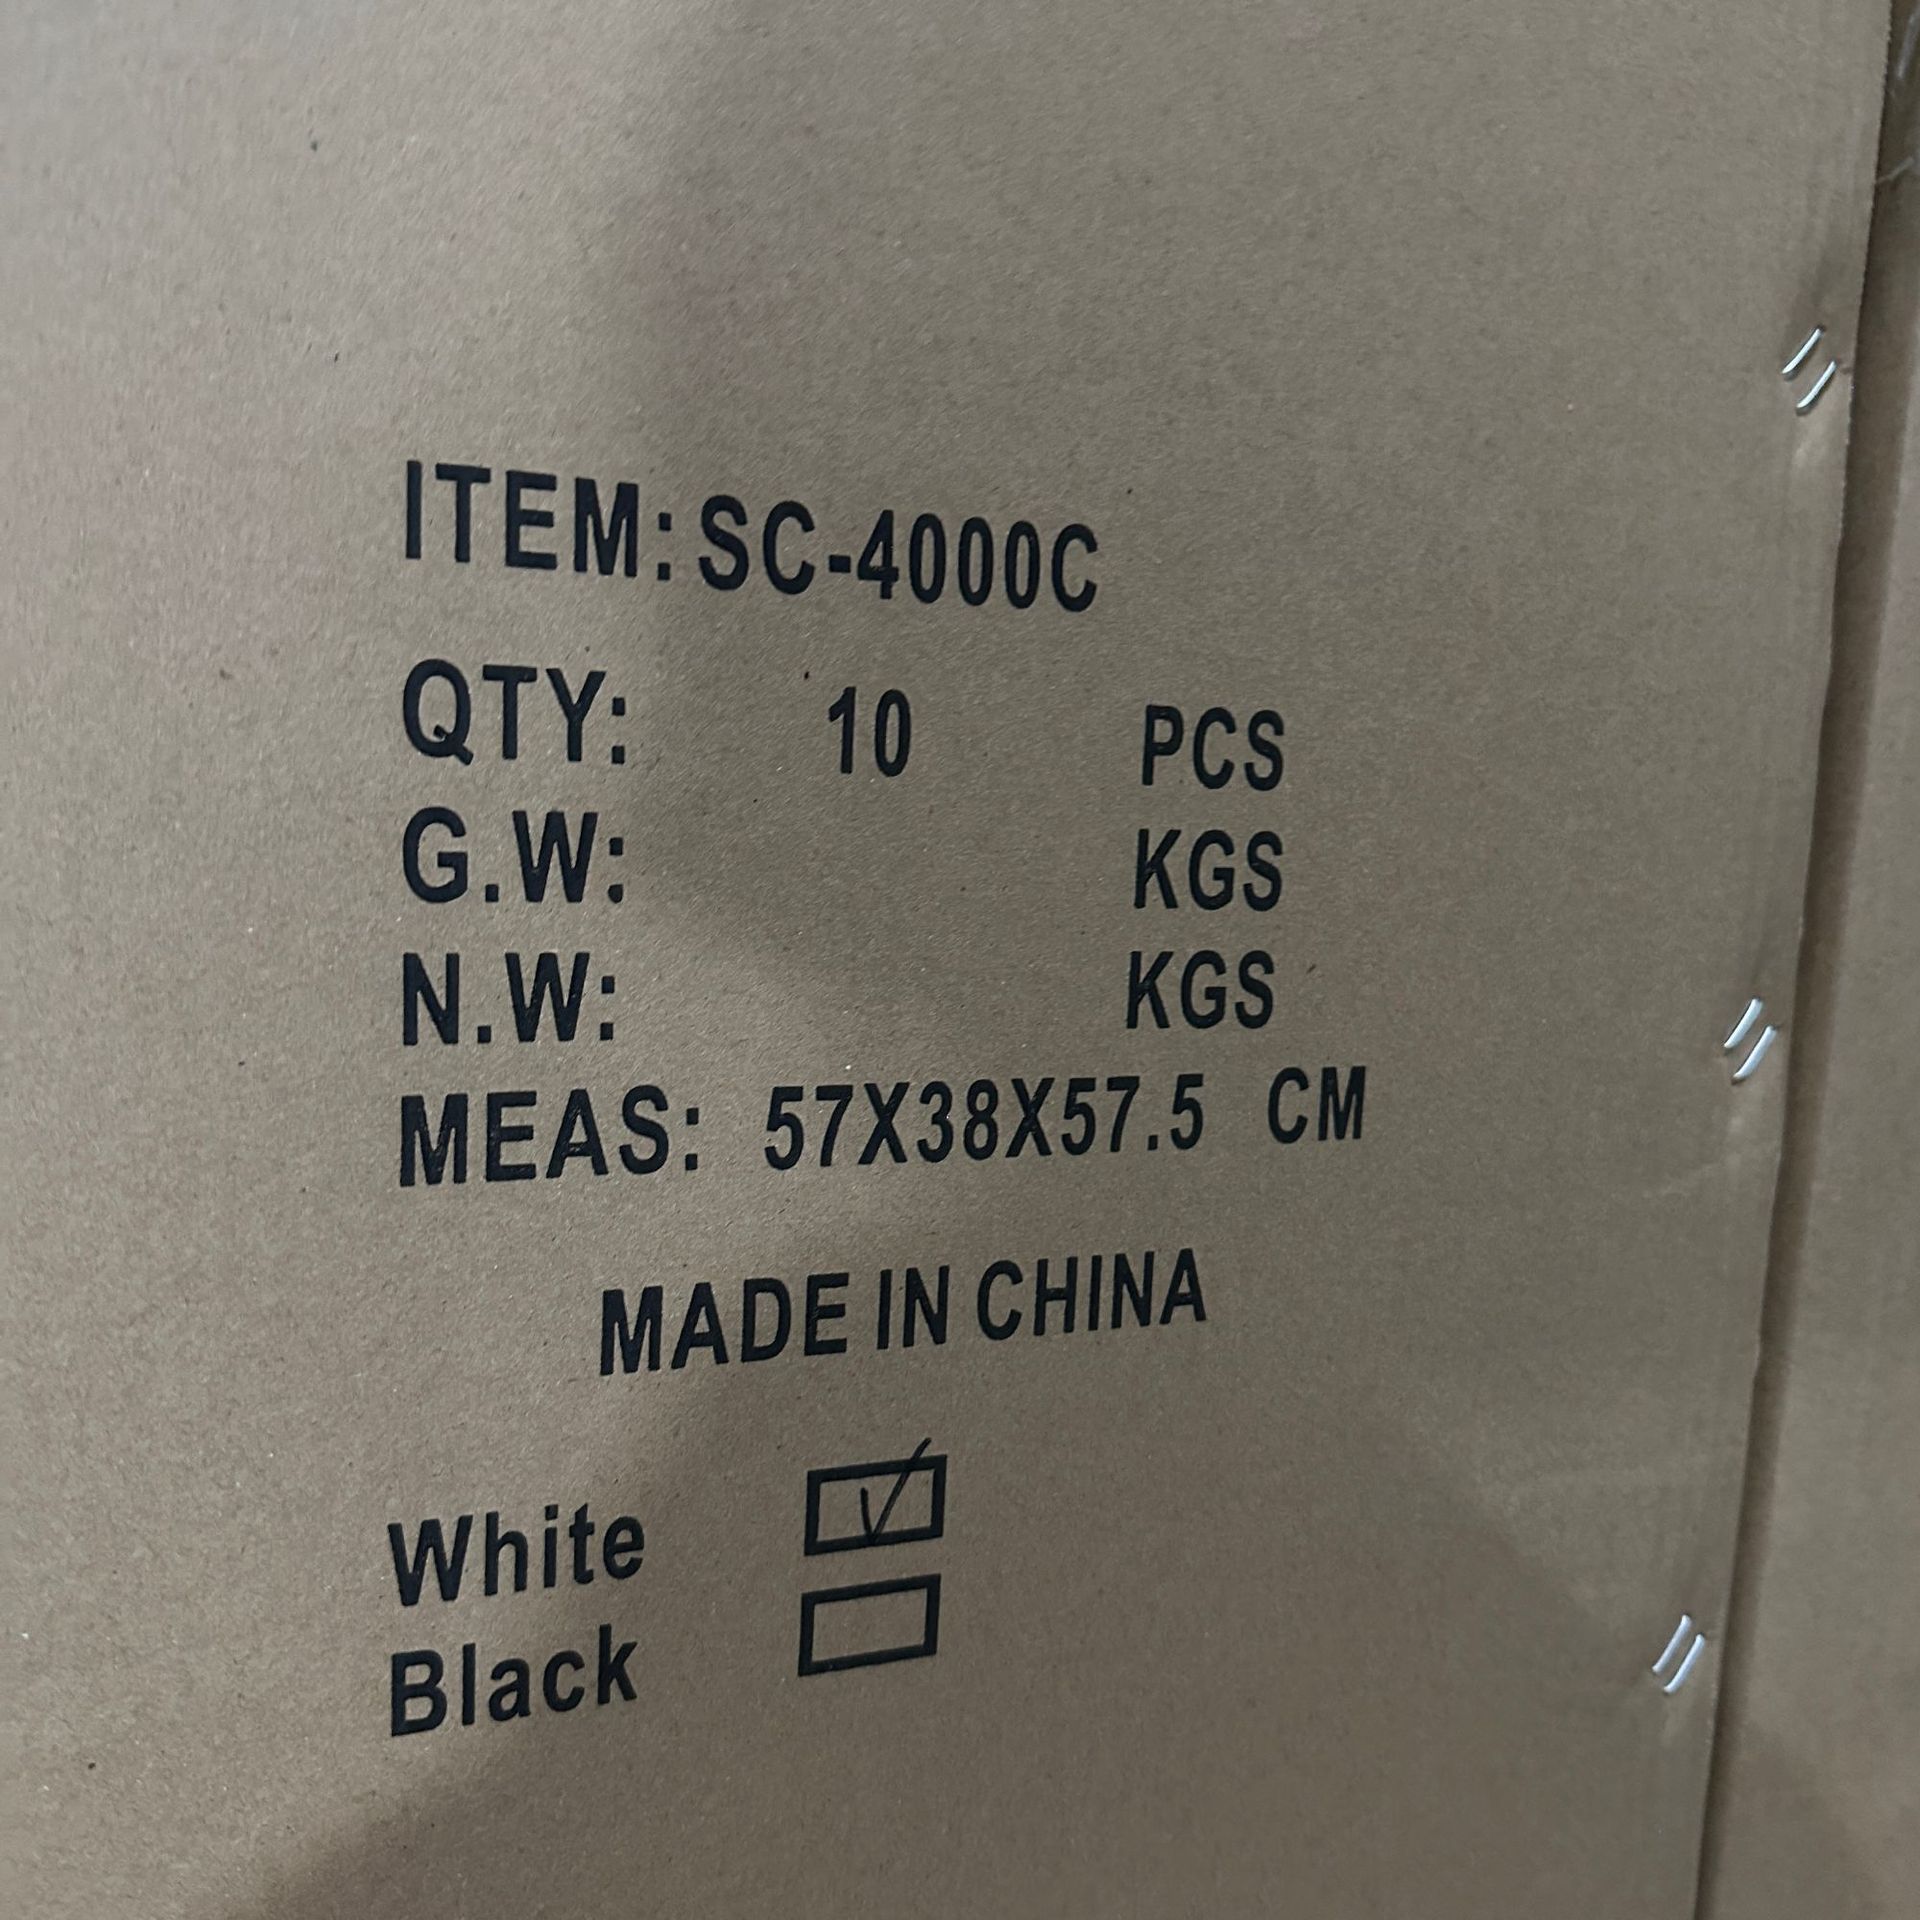 ITEM: SC-4000C
QTY: 10 PCS
G.W: KGS
N.W: KGS
MEAS: 57X38X57.5 CM
MADE IN CHINA
White
Black